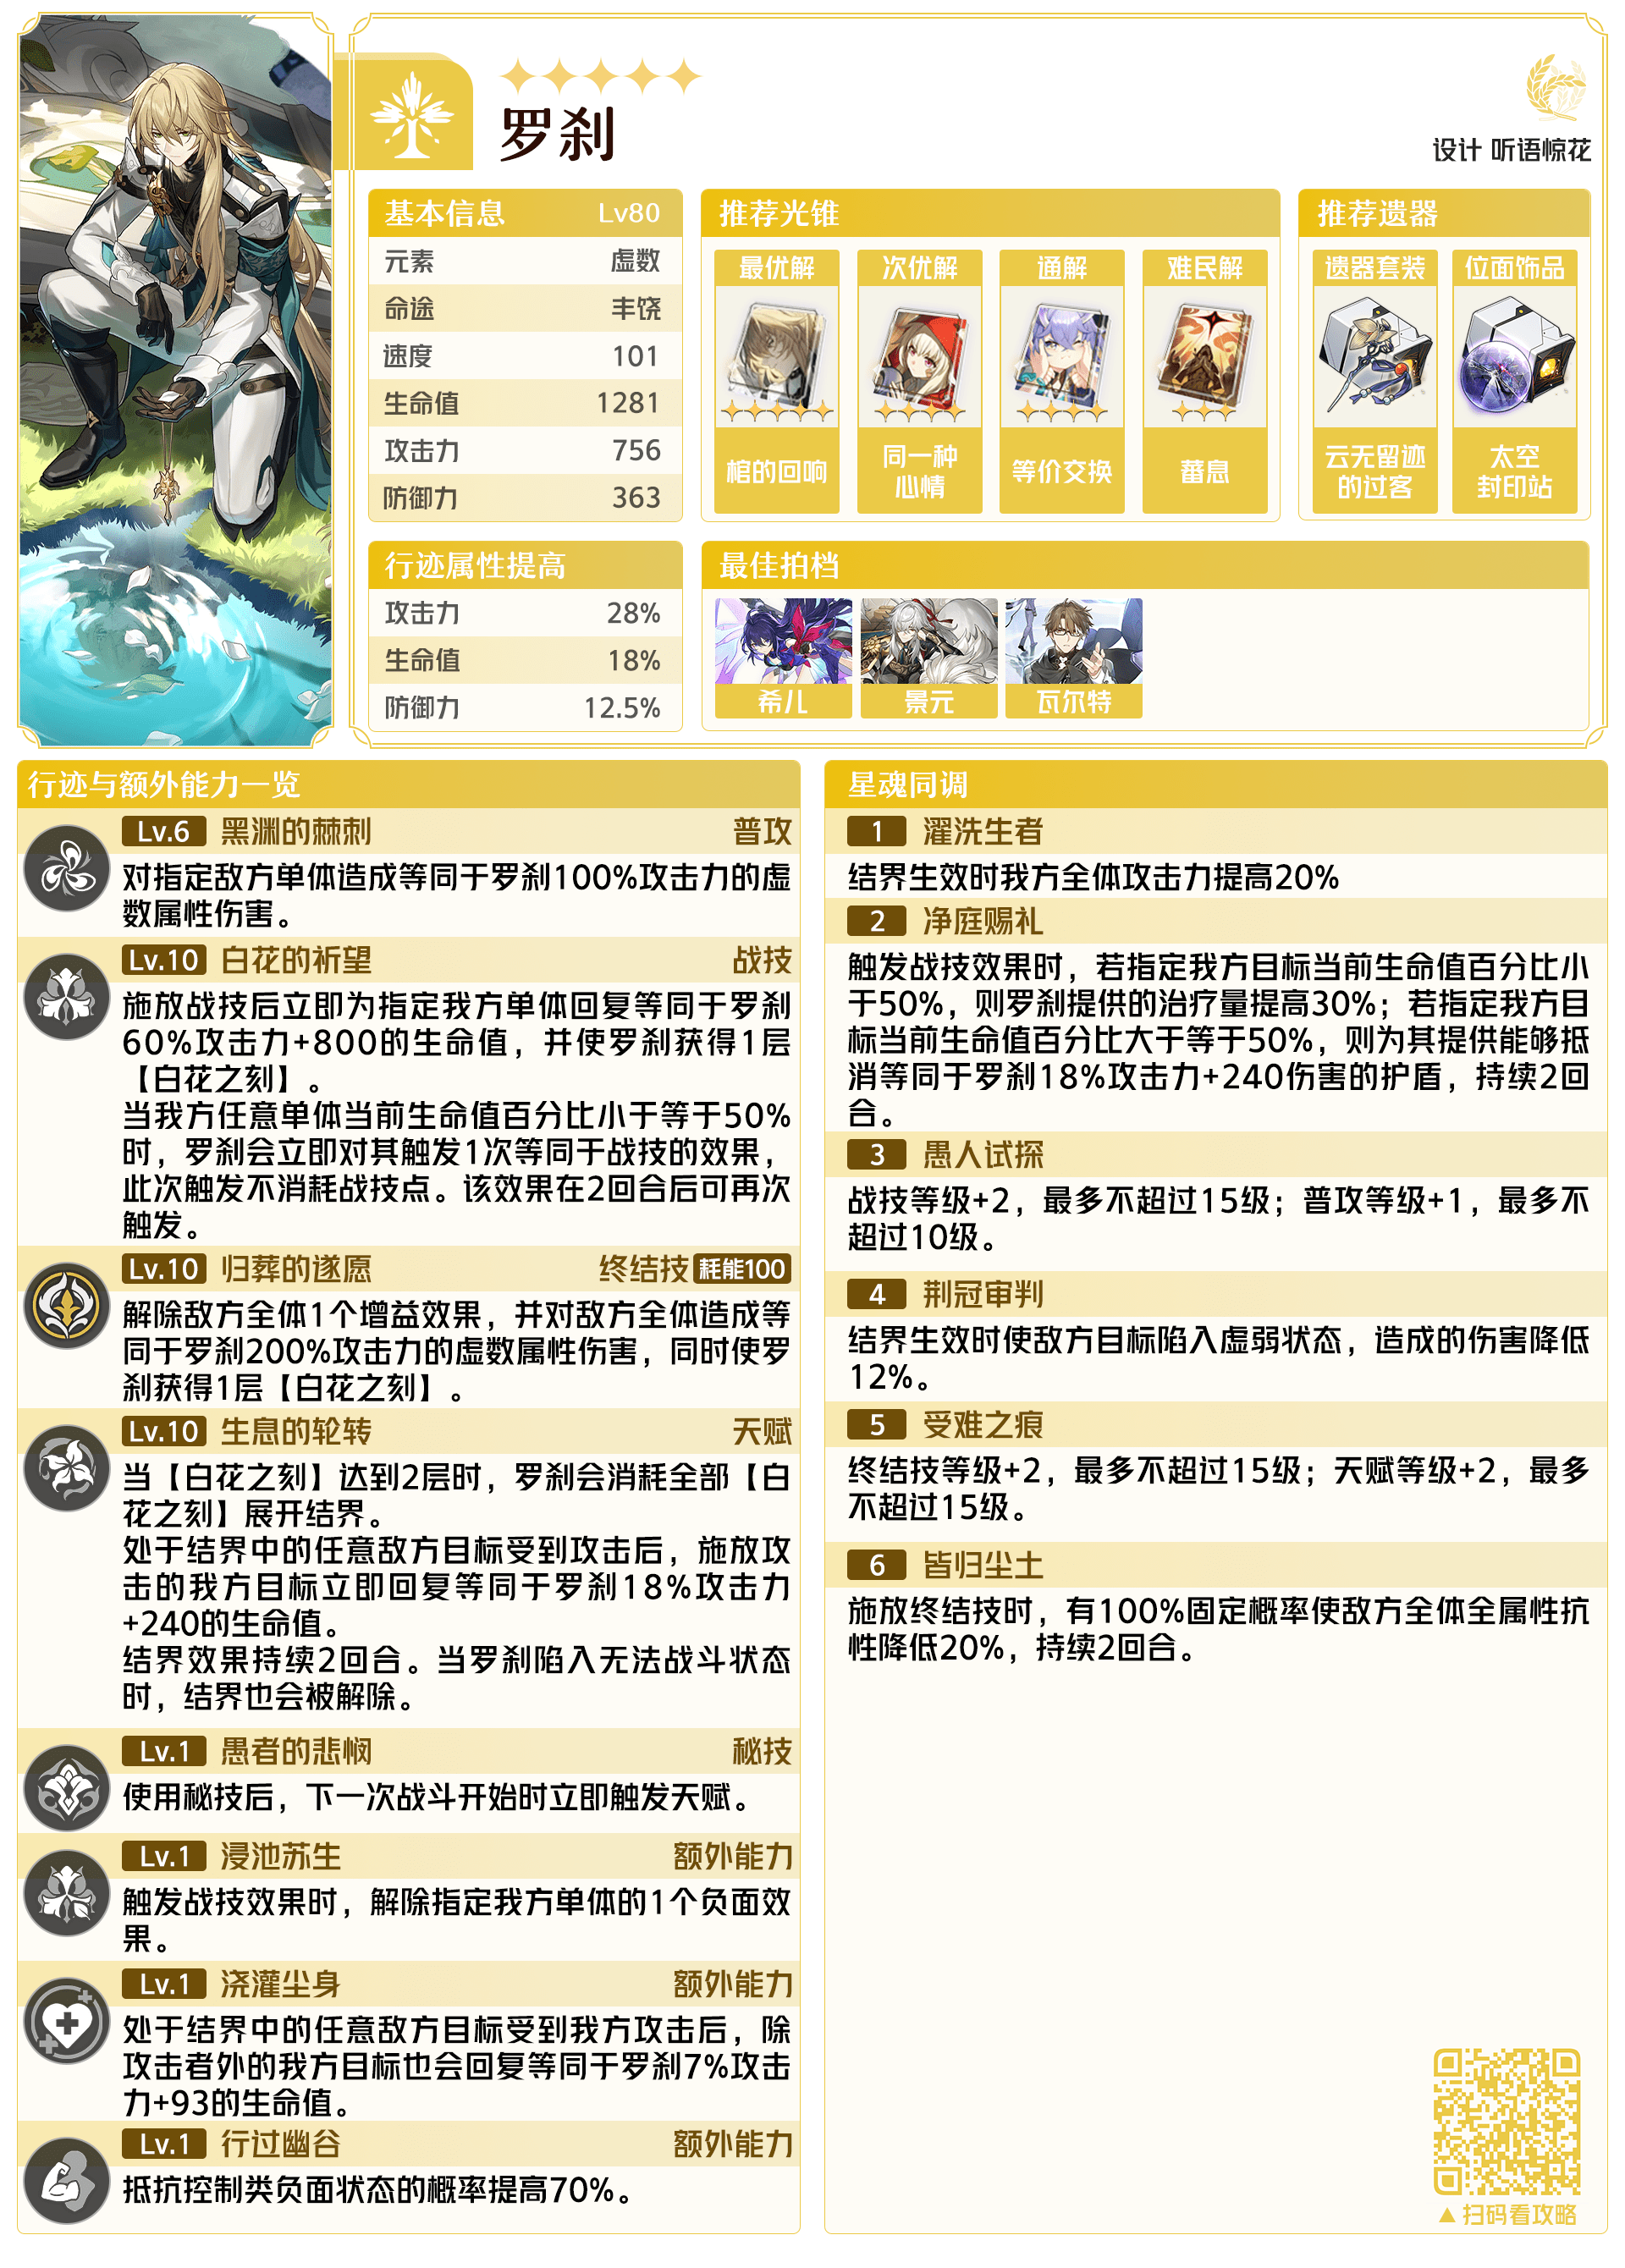 罗刹
设计 听语惊花
基本信息 Lv80
元素 虚数
命途 丰饶
速度 101
生命值 1281
攻击力 756
防御力 363
推荐光锥
最优解 次优解 通解 难民解
棺的回响 同一种心情 等价交换 蕃息
推荐遗器
遗器套装 位面饰品
云无留迹的过客 太空封印站
行迹属性提高
攻击力 28%
生命值 18%
防御力 12.5%
最佳拍档
希儿 景元 瓦尔特
行迹与额外能力一览
Lv.6 黑渊的棘刺 普攻
对指定敌方单体造成等同于罗刹100%攻击力的虚
数属性伤害。
Lv.10 白花的祈望 战技
施放战技后立即为指定我方单体回复等同于罗刹
60%攻击力+800的生命值，并使罗刹获得1层
【白花之刻】。
当我方任意单体当前生命值百分比小于等于50%
时，罗刹会立即对其触发1次等同于战技的效果，
此次触发不消耗战技点。该效果在2回合后可再次
触发。
Lv.10 归葬的遂愿 终结技 耗能100
解除敌方全体1个增益效果，并对敌方全体造成等
同于罗刹200%攻击力的虚数属性伤害，同时使罗
刹获得1层【白花之刻】。
Lv.10 生息的轮转 天赋
当【白花之刻】达到2层时，罗刹会消耗全部【白
花之刻】展开结界。
处于结界中的任意敌方目标受到攻击后，施放攻
击的我方目标立即回复等同于罗刹18%攻击力
+240的生命值。
结界效果持续2回合。当罗刹陷入无法战斗状态
时，结界也会被解除。
Lv.1 愚者的悲悯 秘技
使用秘技后，下一次战斗开始时立即触发天赋。
Lv.1 浸池苏生 额外能力
触发战技效果时，解除指定我方单体的1个负面效
果。
Lv.1 浇灌尘身 额外能力
处于结界中的任意敌方目标受到我方攻击后，除
攻击者外的我方目标也会回复等同于罗刹7%攻击
力+93的生命值。
Lv.1 行过幽谷 额外能力
抵抗控制类负面状态的概率提高70%。
星魂同调
1 濯洗生者
结界生效时我方全体攻击力提高20%
2 净庭赐礼
触发战技效果时，若指定我方目标当前生命值百分比小
于50%，则罗刹提供的治疗量提高30%；若指定我方目
标当前生命值百分比大于等于50%，则为其提供能够抵
消等同于罗刹18%攻击力+240伤害的护盾，持续2回
合。
3 愚人试探
战技等级+2，最多不超过15级；普攻等级+1，最多不
超过10级。
4 荆冠审判
结界生效时使敌方目标陷入虚弱状态，造成的伤害降低
12%。
5 受难之痕
终结技等级+2，最多不超过15级；天赋等级+2，最多
不超过15级。
6 皆归尘土
施放终结技时，有100%固定概率使敌方全体全属性抗
性降低20%，持续2回合。
▲扫码看攻略